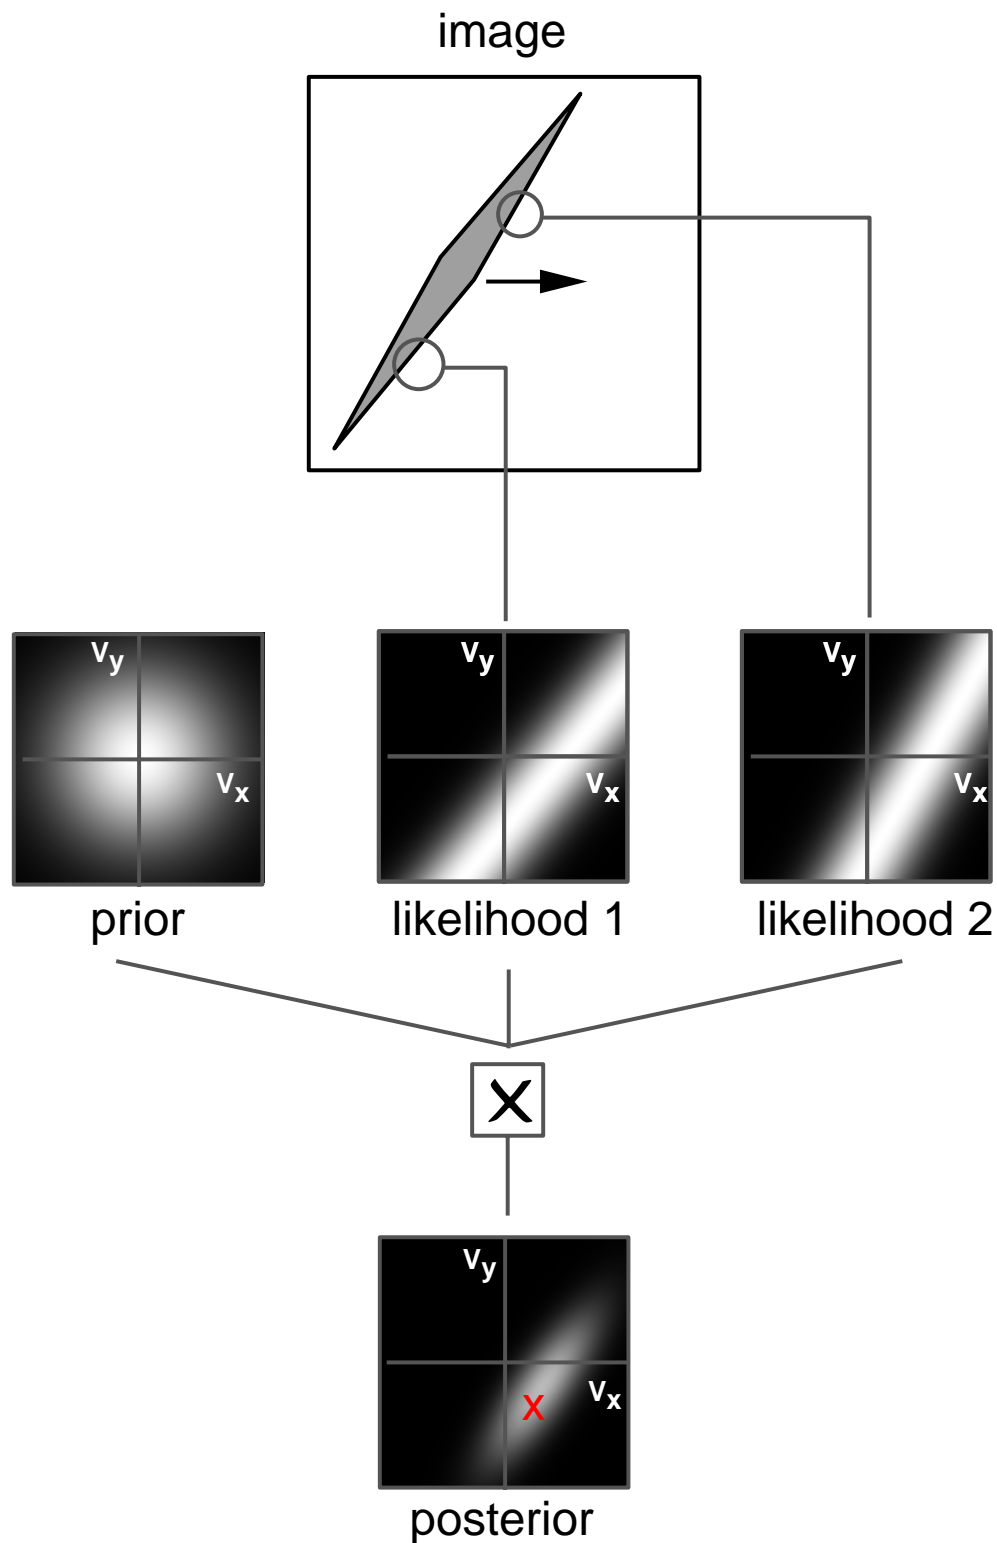 image
Vy
Vx
Vy
Vx
Vy
Vx
prior
likelihood 1
likelihood 2
X
Vy
X
Vx
posterior